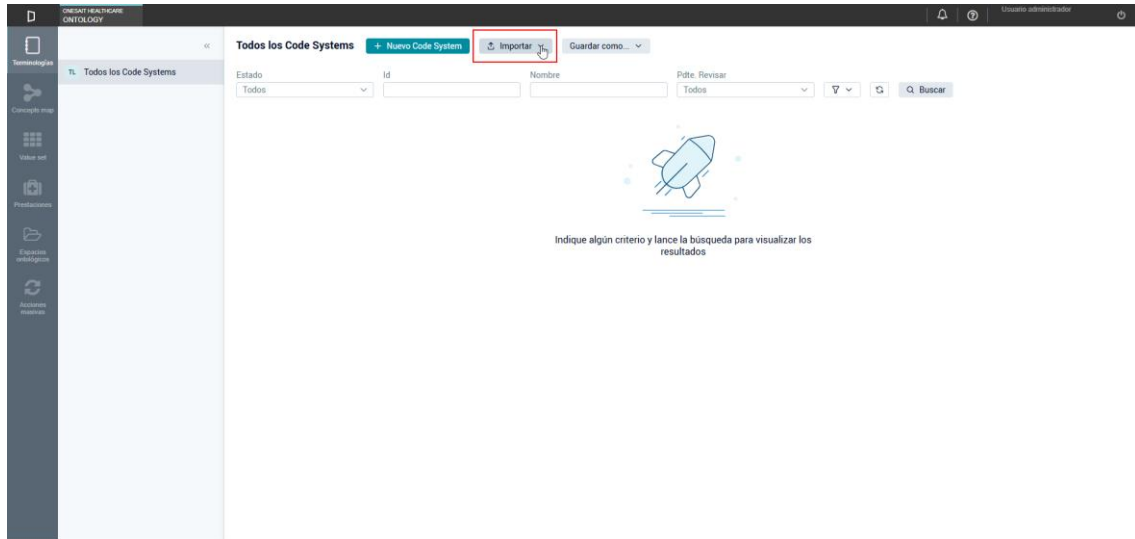 ONESAIT HEALTHCARE
ONTOLOGY
Usuario administrador
Terminologías
Concepts map
Value set
Prestaciones
Espacios
ontológicos
Acciones
masivas
TL Todos los Code Systems
Todos los Code Systems
+ Nuevo Code System
Importar
Guardar como...
Estado
Todos
Id
Nombre
Pdte. Revisar
Todos
Buscar
Indique algún criterio y lance la búsqueda para visualizar los
resultados